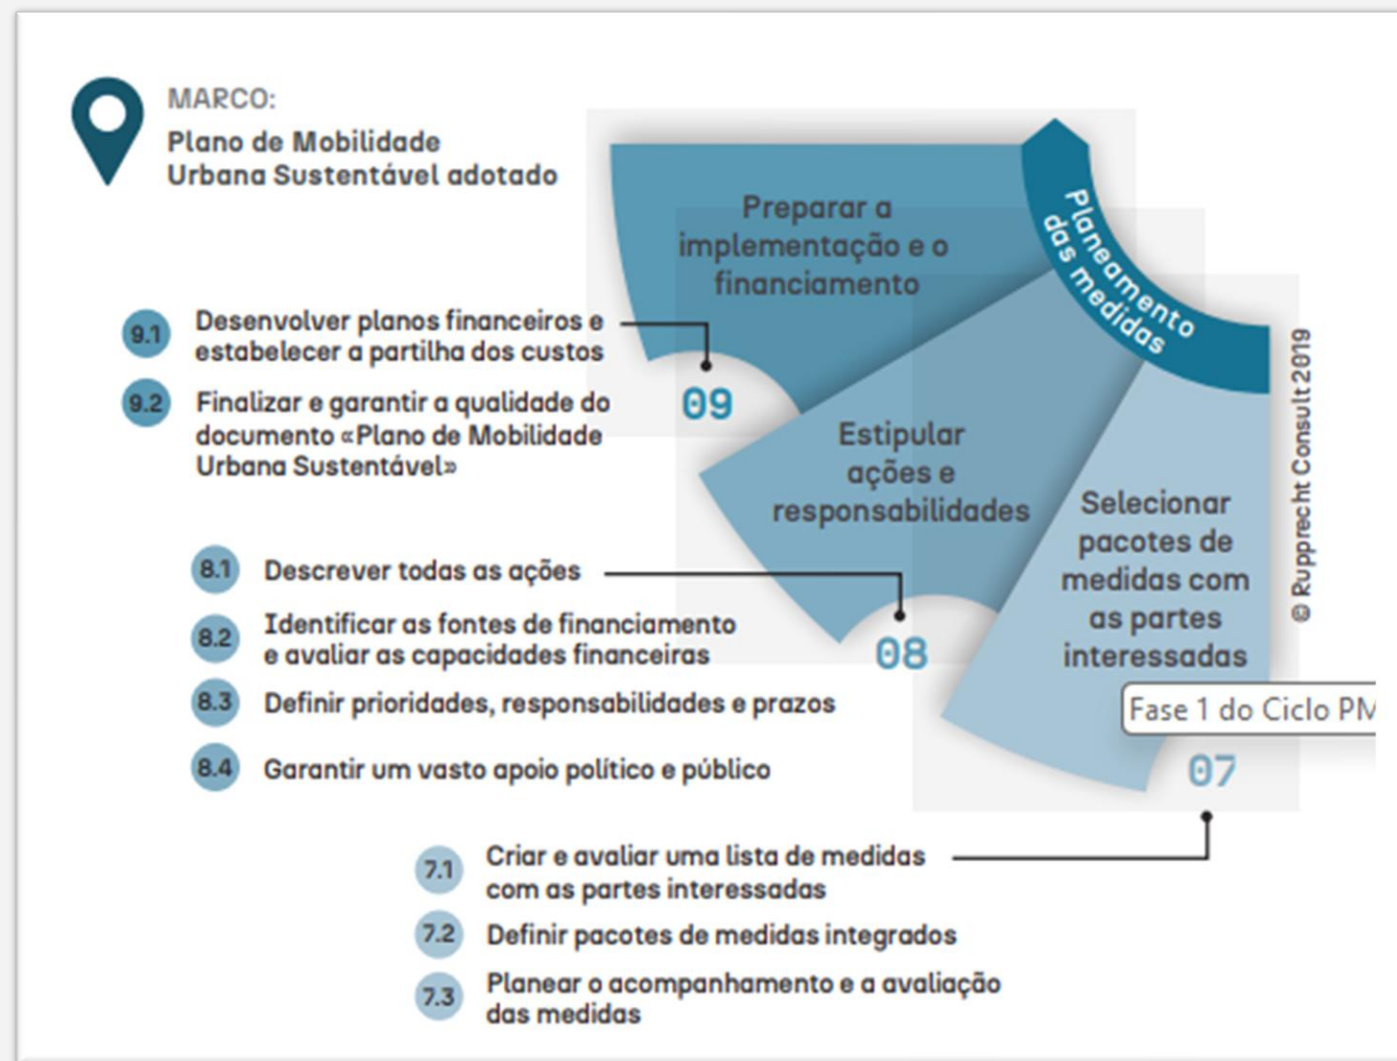 MARCO:
Plano de Mobilidade
Urbana Sustentável adotado
Preparar a
implementação e o
financiamento
Planeamento
das medidas
9.1
Desenvolver planos financeiros e
estabelecer a partilha dos custos
9.2
Finalizar e garantir a qualidade do
documento «Plano de Mobilidade
Urbana Sustentável»
09
Estipular
ações e
responsabilidades
© Rupprecht Consult 2019
Selecionar
pacotes de
medidas com
as partes
interessadas
8.1
Descrever todas as ações
8.2
Identificar as fontes de financiamento
e avaliar as capacidades financeiras
8.3
Definir prioridades, responsabilidades e prazos
8.4
Garantir um vasto apoio político e público
08
Fase 1 do Ciclo
07
7.1
Criar e avaliar uma lista de medidas
com as partes interessadas
7.2
Definir pacotes de medidas integrados
7.3
Planear o acompanhamento e a avaliação
das medidas